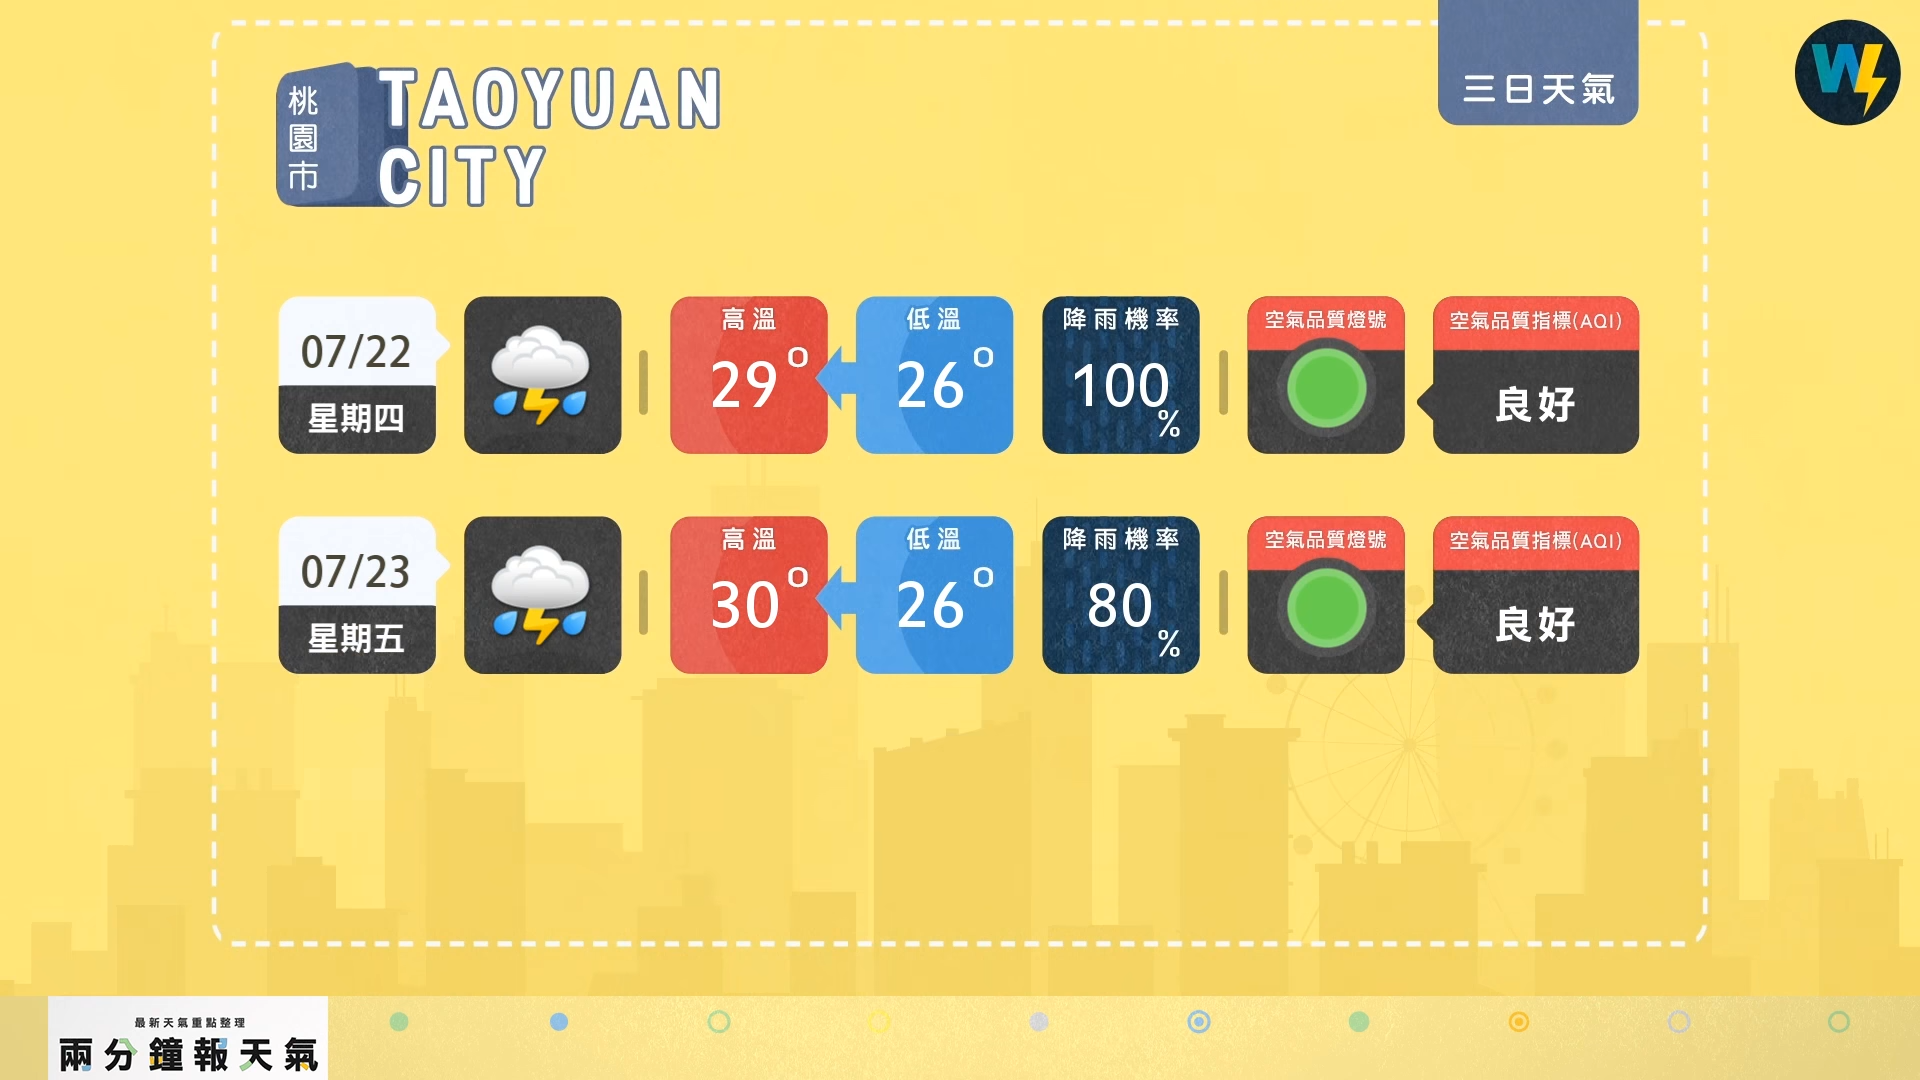 桃園市
TAOYUAN
CITY
三日天氣
W
07/22
星期四
高溫
29°
低溫
26°
降雨機率
100%
空氣品質燈號
空氣品質指標(AQI)
良好
07/23
星期五
高溫
30°
低溫
26°
降雨機率
80%
空氣品質燈號
空氣品質指標(AQI)
良好
最新天氣重點整理
兩分鐘報天氣